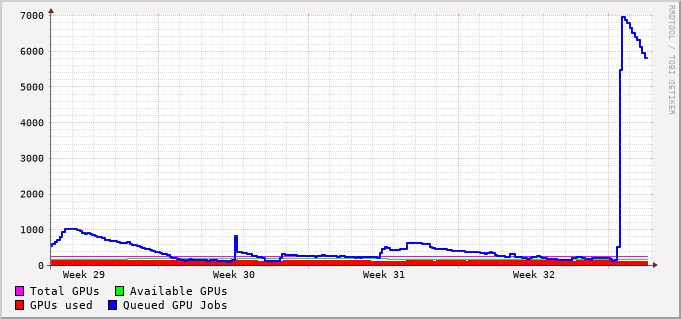 7000
6000
5000
4000
3000
2000
1000
0
Week 29 Week 30 Week 31 Week 32
Total GPUs Available GPUs
GPUs used Queued GPU Jobs
RRDTOOL / TOBI OETIKER